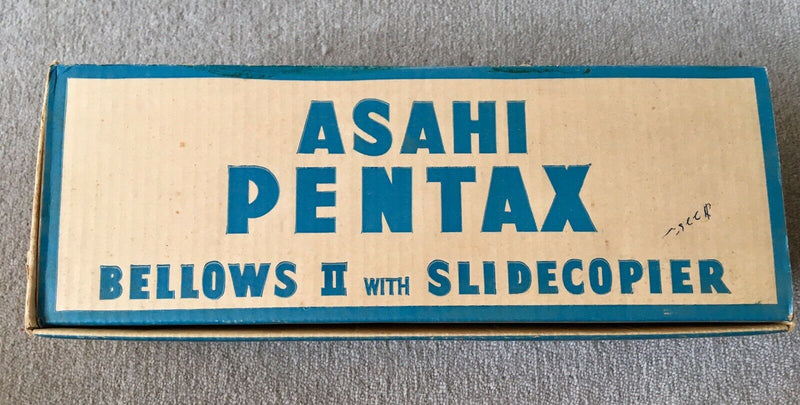 ASAHI
PENTAX
BELLOWS II WITH SLIDECOPIER